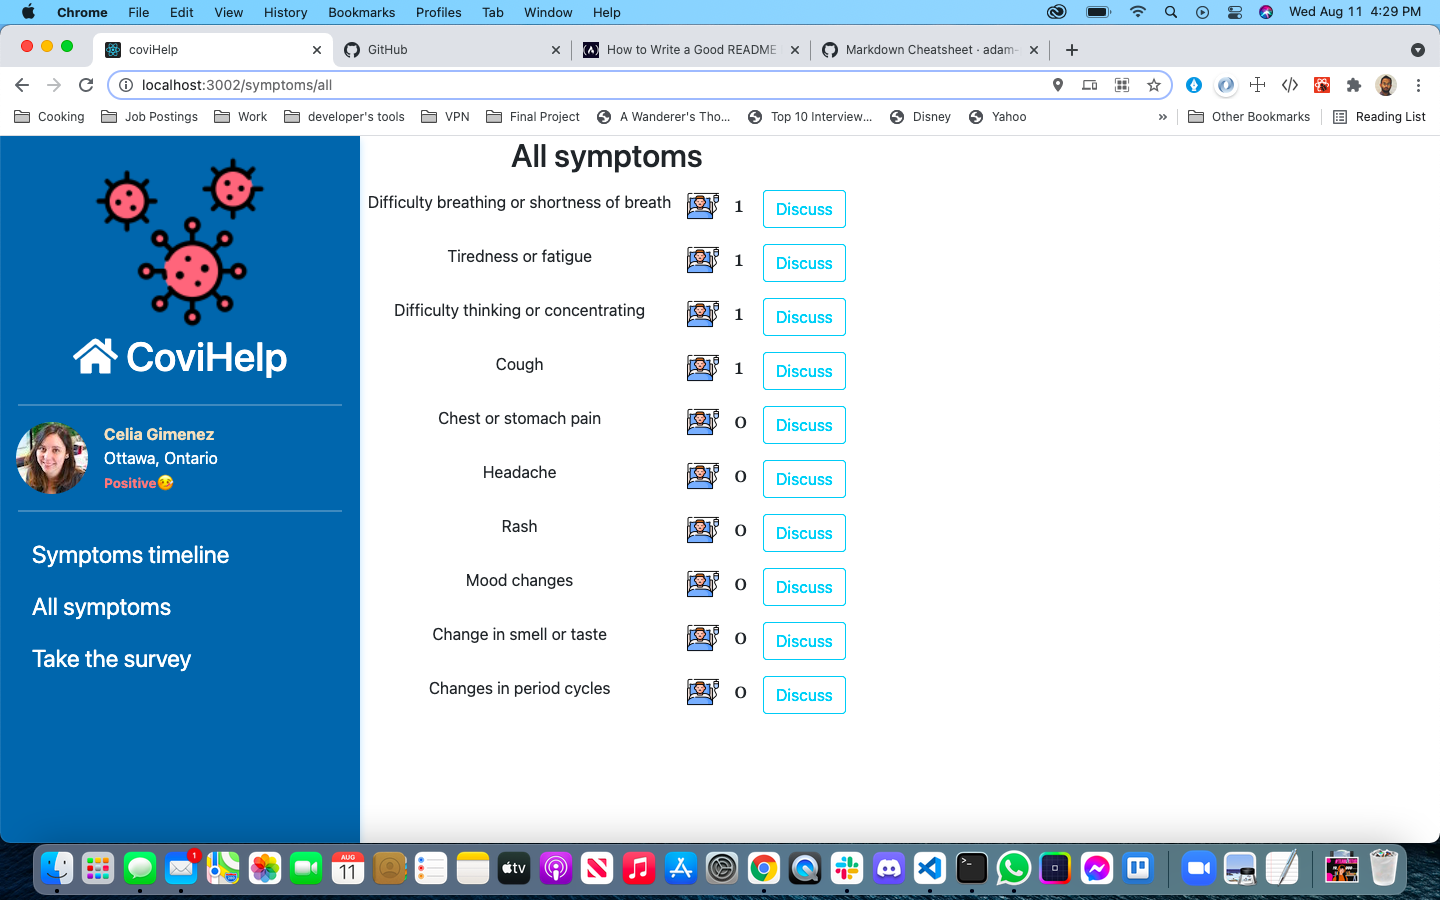 Chrome File Edit View History Bookmarks Profiles Tab Window Help Wed Aug 11 4:29 PM
coviHelp GitHub How to Write a Good README Markdown Cheatsheet · adam-
localhost:3002/symptoms/all
Cooking Job Postings Work developer's tools VPN Final Project A Wanderer's Tho... Top 10 Interview... Disney Yahoo » Other Bookmarks Reading List
All symptoms
Difficulty breathing or shortness of breath 1 Discuss
Tiredness or fatigue 1 Discuss
Difficulty thinking or concentrating 1 Discuss
Cough 1 Discuss
Chest or stomach pain 0 Discuss
Headache 0 Discuss
Rash 0 Discuss
Mood changes 0 Discuss
Change in smell or taste 0 Discuss
Changes in period cycles 0 Discuss
CoviHelp
Celia Gimenez
Ottawa, Ontario
Positive
Symptoms timeline
All symptoms
Take the survey
1
AUG
11
tv